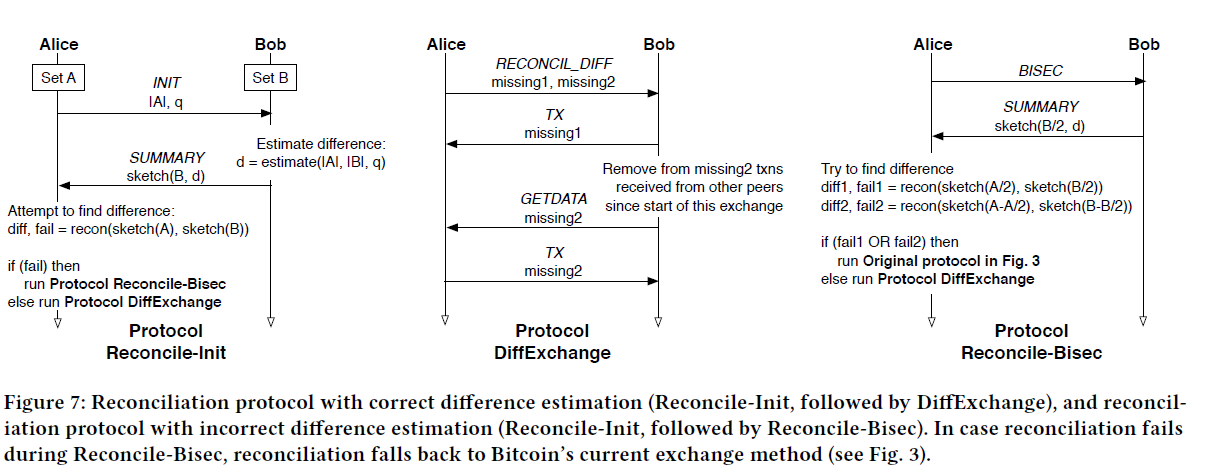 Alice
Bob
Set A
Set B
INIT
|A|, q
Estimate difference:
d = estimate(|A|, |B|, q)
SUMMARY
sketch(B, d)
Attempt to find difference:
diff, fail = recon(sketch(A), sketch(B))
if (fail) then
run Protocol Reconcile-Bisec
else run Protocol DiffExchange
Protocol
Reconcile-Init
Alice
Bob
RECONCIL_DIFF
missing1, missing2
TX
missing1
Remove from missing2 txns
received from other peers
since start of this exchange
GETDATA
missing2
TX
missing2
Protocol
DiffExchange
Alice
Bob
BISEC
SUMMARY
sketch(B/2, d)
Try to find difference
diff1, fail1 = recon(sketch(A/2), sketch(B/2))
diff2, fail2 = recon(sketch(A-A/2), sketch(B-B/2))
if (fail1 OR fail2) then
run Original protocol in Fig. 3
else run Protocol DiffExchange
Protocol
Reconcile-Bisec
Figure 7: Reconciliation protocol with correct difference estimation (Reconcile-Init, followed by DiffExchange), and reconcil-
iation protocol with incorrect difference estimation (Reconcile-Init, followed by Reconcile-Bisec). In case reconciliation fails
during Reconcile-Bisec, reconciliation falls back to Bitcoin's current exchange method (see Fig. 3).